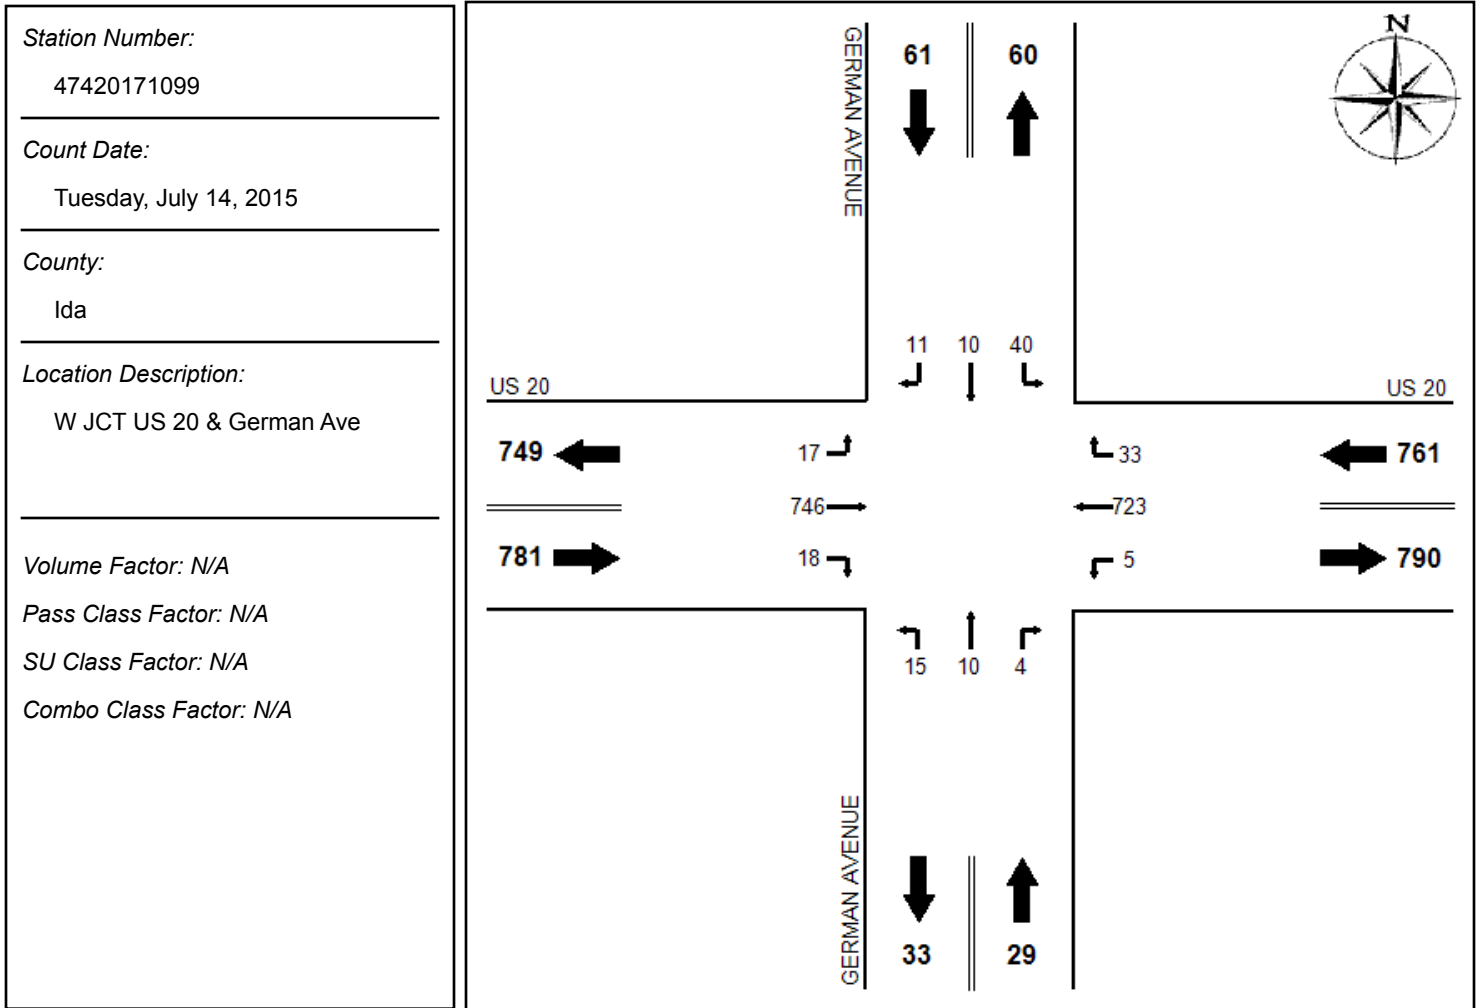 Station Number:
47420171099
Count Date:
Tuesday, July 14, 2015
County:
Ida
Location Description:
W JCT US 20 & German Ave
Volume Factor: N/A
Pass Class Factor: N/A
SU Class Factor: N/A
Combo Class Factor: N/A
N
GERMAN AVENUE
61 60
11 10 40
US 20 US 20
749 17 33 761
746 723
781 18 5 790
15 10 4
GERMAN AVENUE
33 29